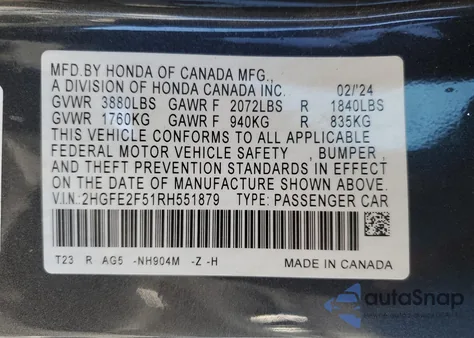 MFD.BY HONDA OF CANADA MFG.,
A DIVISION OF HONDA CANADA INC. 02/'24
GVWR 3880LBS GAWR F 2072LBS R 1840LBS
GVWR 1760KG GAWR F 940KG R 835KG
THIS VEHICLE CONFORMS TO ALL APPLICABLE
FEDERAL MOTOR VEHICLE SAFETY , BUMPER ,
AND THEFT PREVENTION STANDARDS IN EFFECT
ON THE DATE OF MANUFACTURE SHOWN ABOVE.
V.I.N.:2HGFE2F51RH551879 TYPE: PASSENGER CAR
T23 R AG5 -NH904M -Z -H MADE IN CANADA
autoSnap